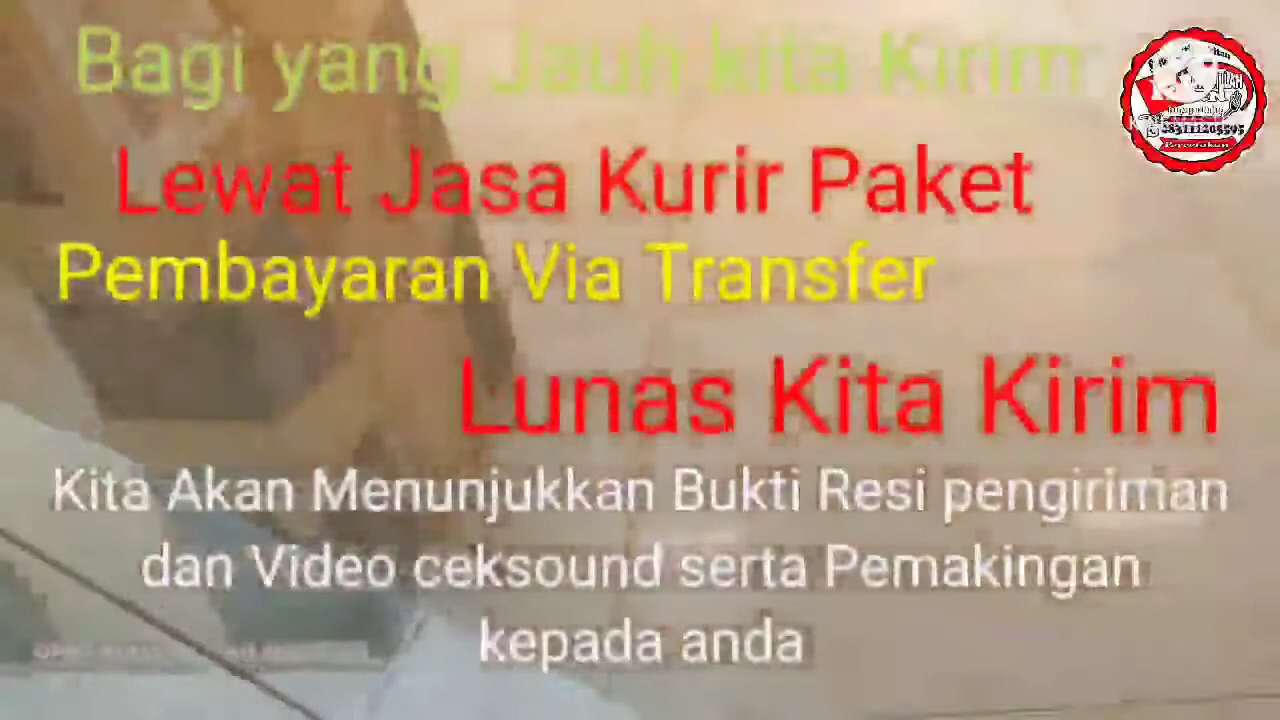 Bagi yang Jauh kita Kirim
Lewat Jasa Kurir Paket
Pembayaran Via Transfer
Lunas Kita Kirim
Kita Akan Menunjukkan Bukti Resi pengiriman
dan Video ceksound serta Pemakingan
kepada anda
Percetakan